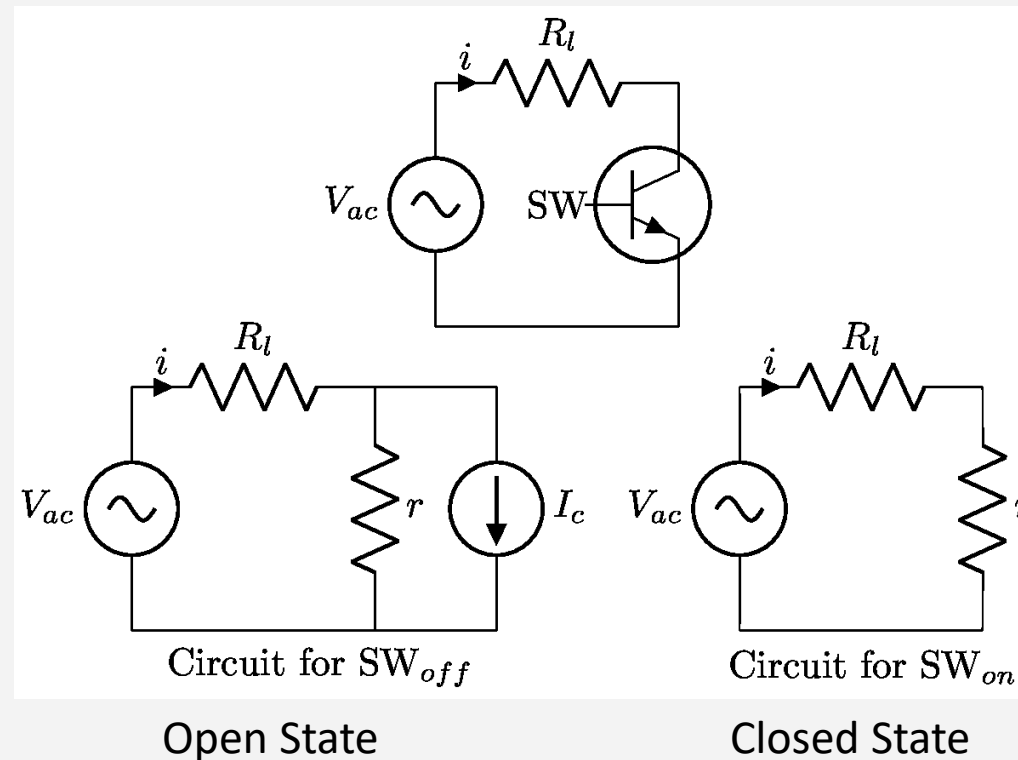 R_l
i
V_ac
SW
R_l
i
V_ac
r
I_c
Circuit for SW_off
R_l
i
V_ac
Circuit for SW_on
Open State
Closed State